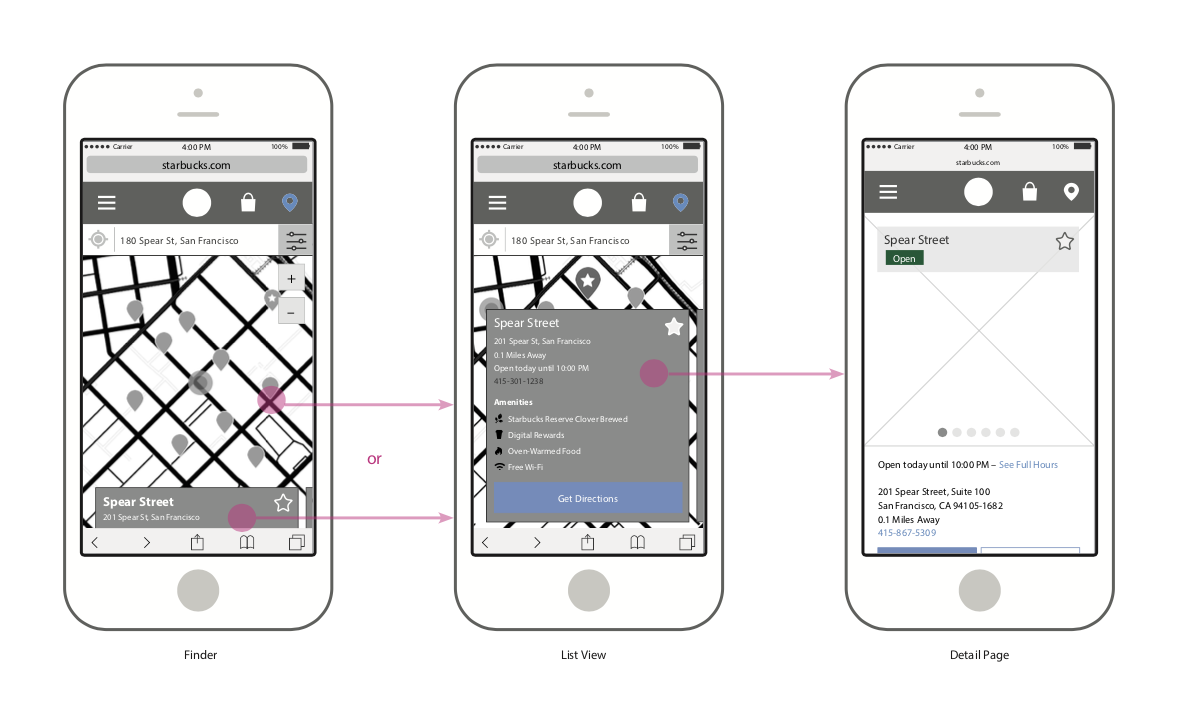 Carrier 4:00 PM 100%
starbucks.com
180 Spear St, San Francisco
+
–
Spear Street
201 Spear St, San Francisco
Finder
or
Carrier 4:00 PM 100%
starbucks.com
180 Spear St, San Francisco
Spear Street
201 Spear St, San Francisco
0.1 Miles Away
Open today until 10:00 PM
415-301-1238
Amenities
Starbucks Reserve Clover Brewed
Digital Rewards
Oven-Warmed Food
Free Wi-Fi
Get Directions
List View
Carrier 4:00 PM 100%
starbucks.com
Spear Street
Open
Open today until 10:00 PM – See Full Hours
201 Spear Street, Suite 100
San Francisco, CA 94105-1682
0.1 Miles Away
415-867-5309
Detail Page